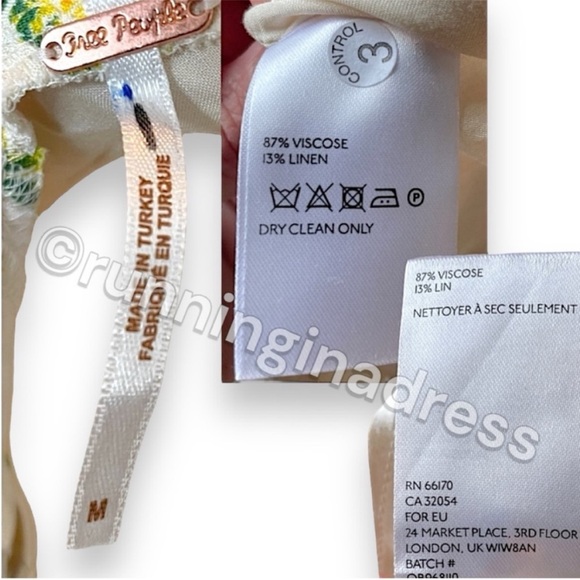 Free People
MADE IN TURKEY
FABRIQUÉ EN TURQUIE
M
CONTROL
3
87% VISCOSE
13% LINEN
P
DRY CLEAN ONLY
87% VISCOSE
13% LIN
NETTOYER À SEC SEULEMENT
RN 66170
CA 32054
FOR EU
24 MARKET PLACE, 3RD FLOOR
LONDON, UK W1W8AN
BATCH #
©runninginadress